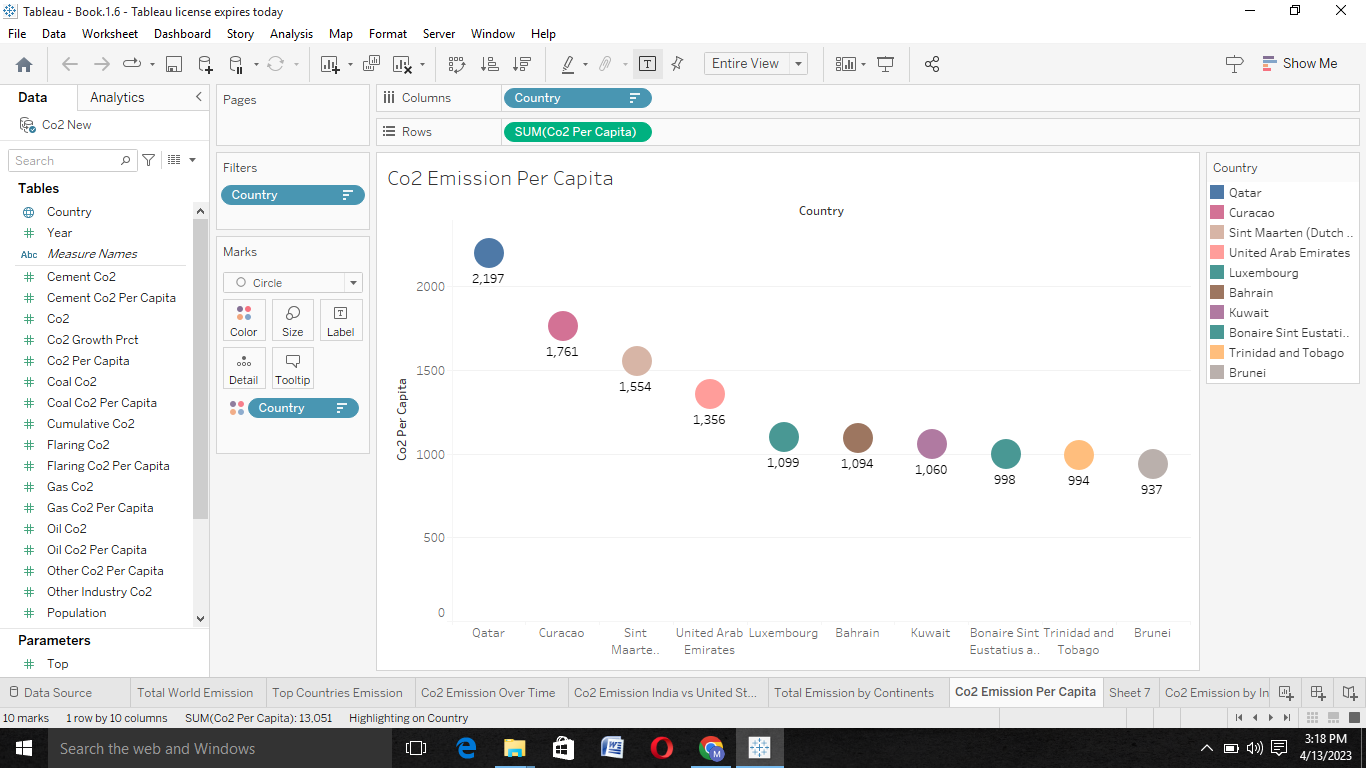 Tableau - Book.1.6 - Tableau license expires today
File Data Worksheet Dashboard Story Analysis Map Format Server Window Help
Entire View
Show Me
Data Analytics
Co2 New
Search
Tables
Country
Year
Abc Measure Names
Cement Co2
Cement Co2 Per Capita
Co2
Co2 Growth Prct
Co2 Per Capita
Coal Co2
Coal Co2 Per Capita
Cumulative Co2
Flaring Co2
Flaring Co2 Per Capita
Gas Co2
Gas Co2 Per Capita
Oil Co2
Oil Co2 Per Capita
Other Co2 Per Capita
Other Industry Co2
Population
Parameters
Top
Pages
Filters
Country
Marks
Circle
Color Size Label
Detail Tooltip
Country
Columns Country
Rows SUM(Co2 Per Capita)
Co2 Emission Per Capita
Country
Co2 Per Capita
2000
1500
1000
500
0
2,197
1,761
1,554
1,356
1,099
1,094
1,060
998
994
937
Qatar
Curacao
Sint
Maarte..
United Arab
Emirates
Luxembourg
Bahrain
Kuwait
Bonaire Sint
Eustatius a..
Trinidad and
Tobago
Brunei
Country
Qatar
Curacao
Sint Maarten (Dutch ..
United Arab Emirates
Luxembourg
Bahrain
Kuwait
Bonaire Sint Eustati..
Trinidad and Tobago
Brunei
Data Source Total World Emission Top Countries Emission Co2 Emission Over Time Co2 Emission India vs United St... Total Emission by Continents Co2 Emission Per Capita Sheet 7 Co2 Emission by In
10 marks 1 row by 10 columns SUM(Co2 Per Capita): 13,051 Highlighting on Country
Search the web and Windows
3:18 PM
4/13/2023